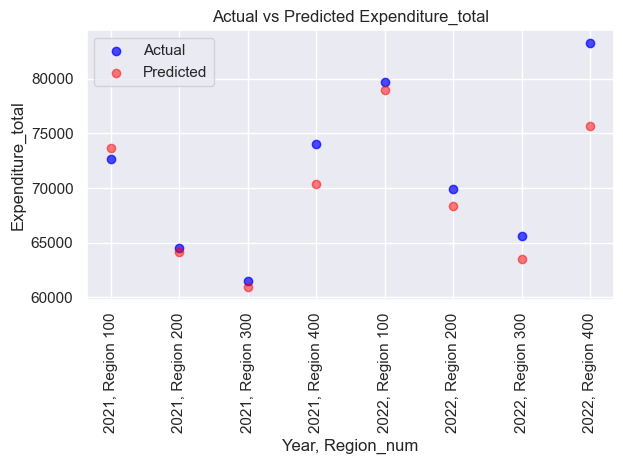 Actual vs Predicted Expenditure_total
Actual
Predicted
Expenditure_total
80000
75000
70000
65000
60000
2021, Region 100
2021, Region 200
2021, Region 300
2021, Region 400
2022, Region 100
2022, Region 200
2022, Region 300
2022, Region 400
Year, Region_num